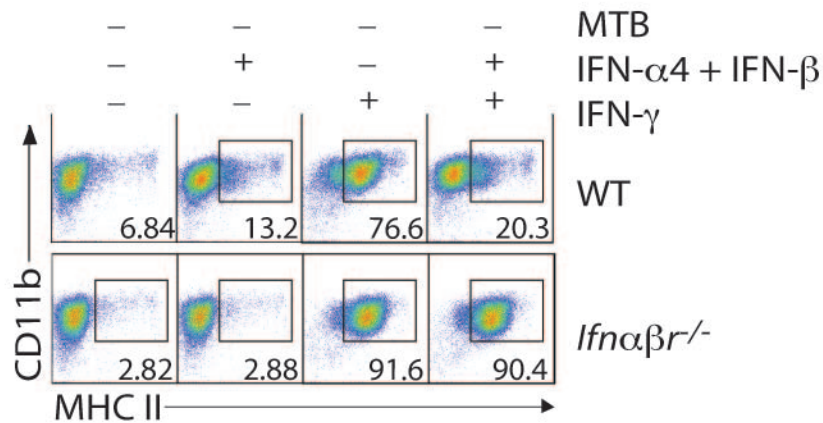 – – – – MTB
– + – + IFN-α4 + IFN-β
– – + + IFN-γ
6.84 13.2 76.6 20.3 WT
2.82 2.88 91.6 90.4 Ifnαβr-/-
CD11b
MHC II